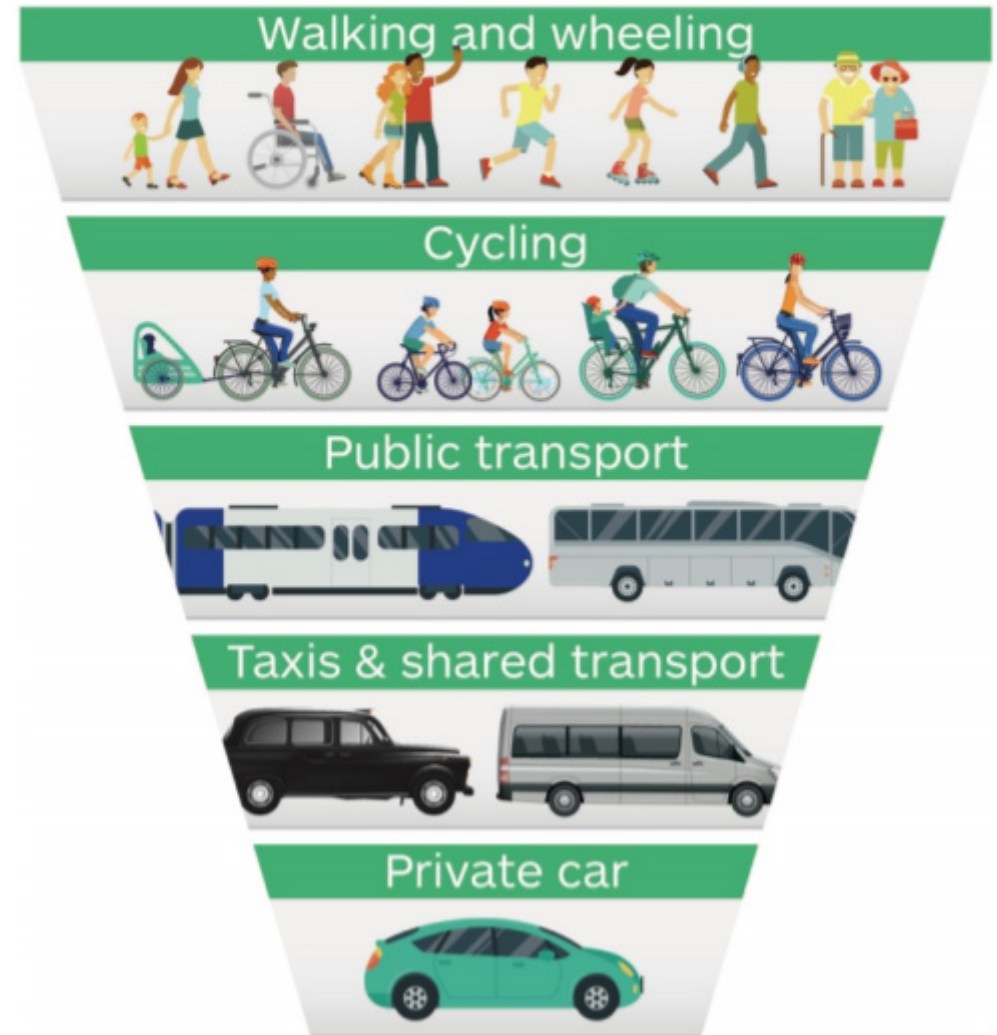 Walking and wheeling
Cycling
Public transport
Taxis & shared transport
Private car